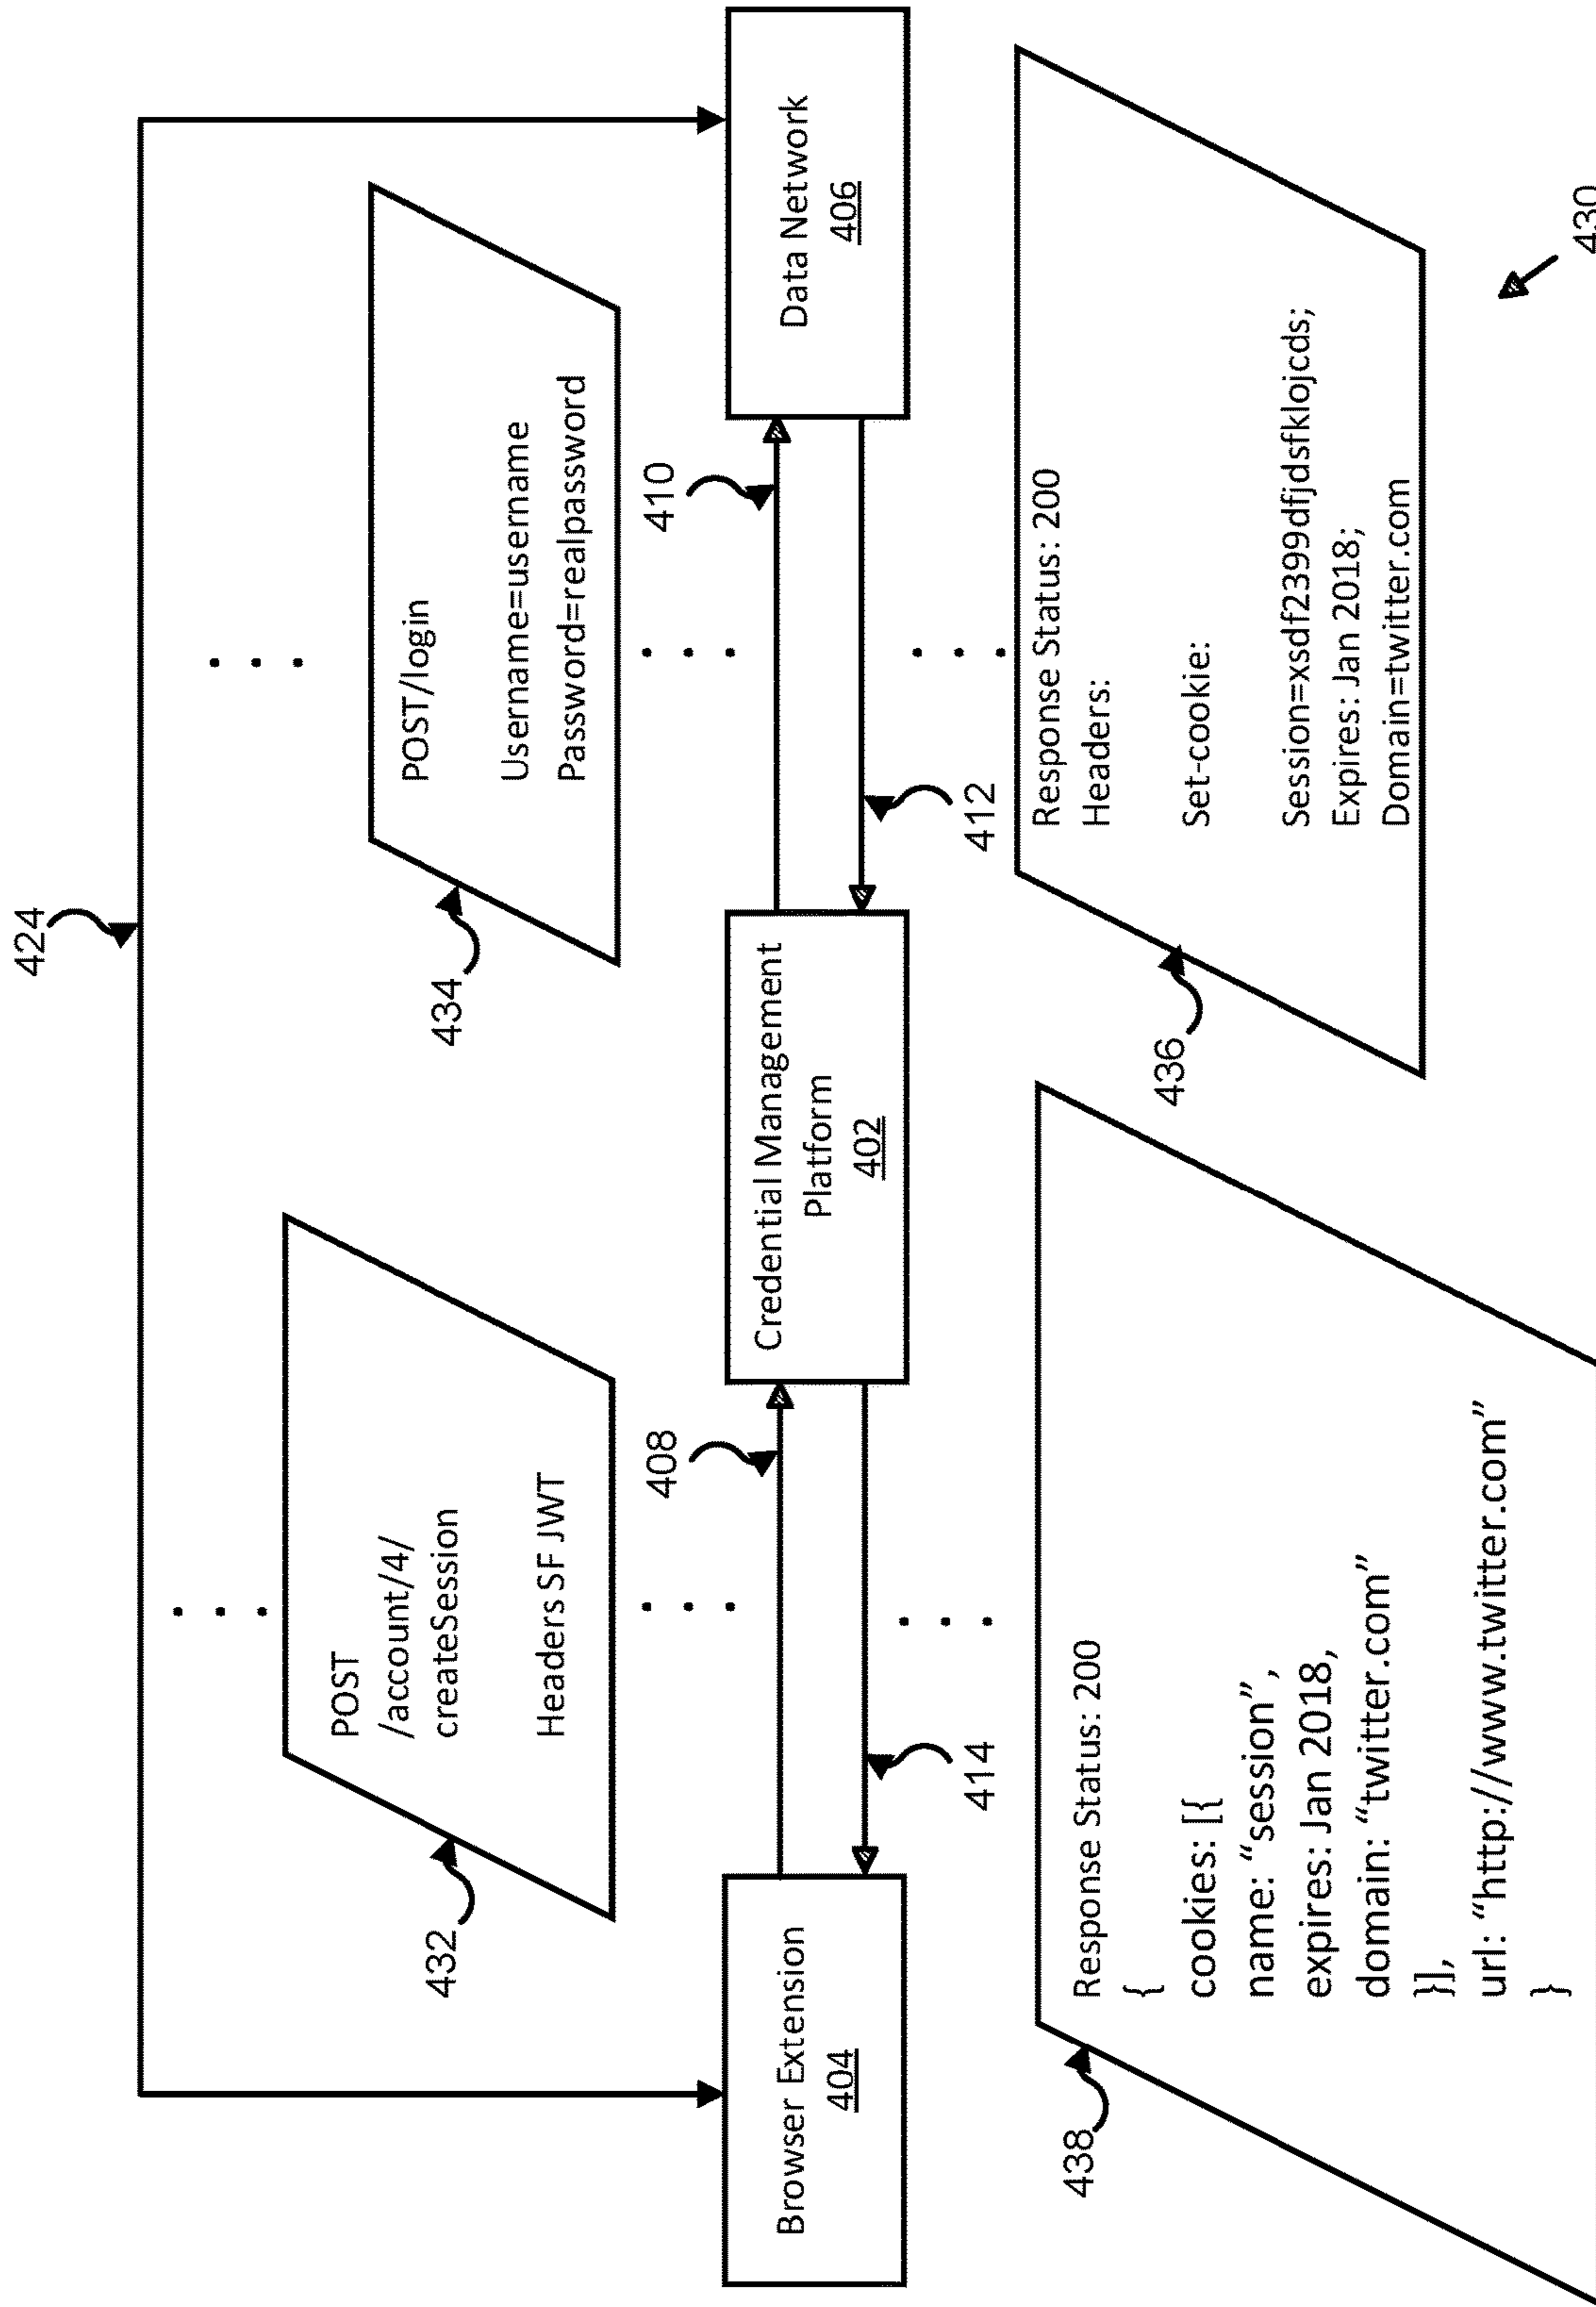 424
POST
/account/4/
createSession
Headers SF JWT
432
POST/login
Username=username
Password=realpassword
434
408
410
Browser Extension
404
Credential Management
Platform
402
Data Network
406
414
412
Response Status: 200
{
cookies: [{
name: “session”,
expires: Jan 2018,
domain: “twitter.com”
}],
url: “http://www.twitter.com”
}
438
Response Status: 200
Headers:
Set-cookie:
Session=xsdf2399dfjdsfklojcds;
Expires: Jan 2018;
Domain=twitter.com
436
430